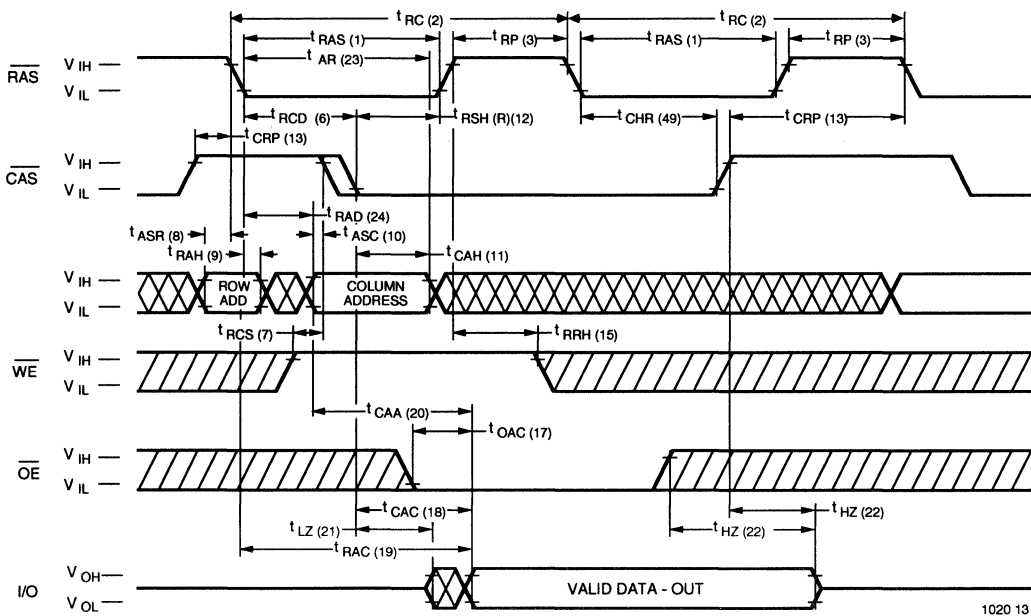 t RC (2) t RC (2)
t RAS (1) t RP (3) t RAS (1) t RP (3)
t AR (23)
RAS V IH
V IL
t RCD (6) t RSH (R)(12) t CHR (49) t CRP (13)
t CRP (13)
CAS V IH
V IL
t RAD (24)
t ASR (8) t ASC (10)
t RAH (9) t CAH (11)
V IH ROW ADD COLUMN ADDRESS
V IL
t RCS (7) t RRH (15)
WE V IH
V IL
t CAA (20)
t OAC (17)
OE V IH
V IL
t CAC (18)
t LZ (21) t HZ (22) t HZ (22)
t RAC (19)
I/O V OH VALID DATA - OUT
V OL
1020 13